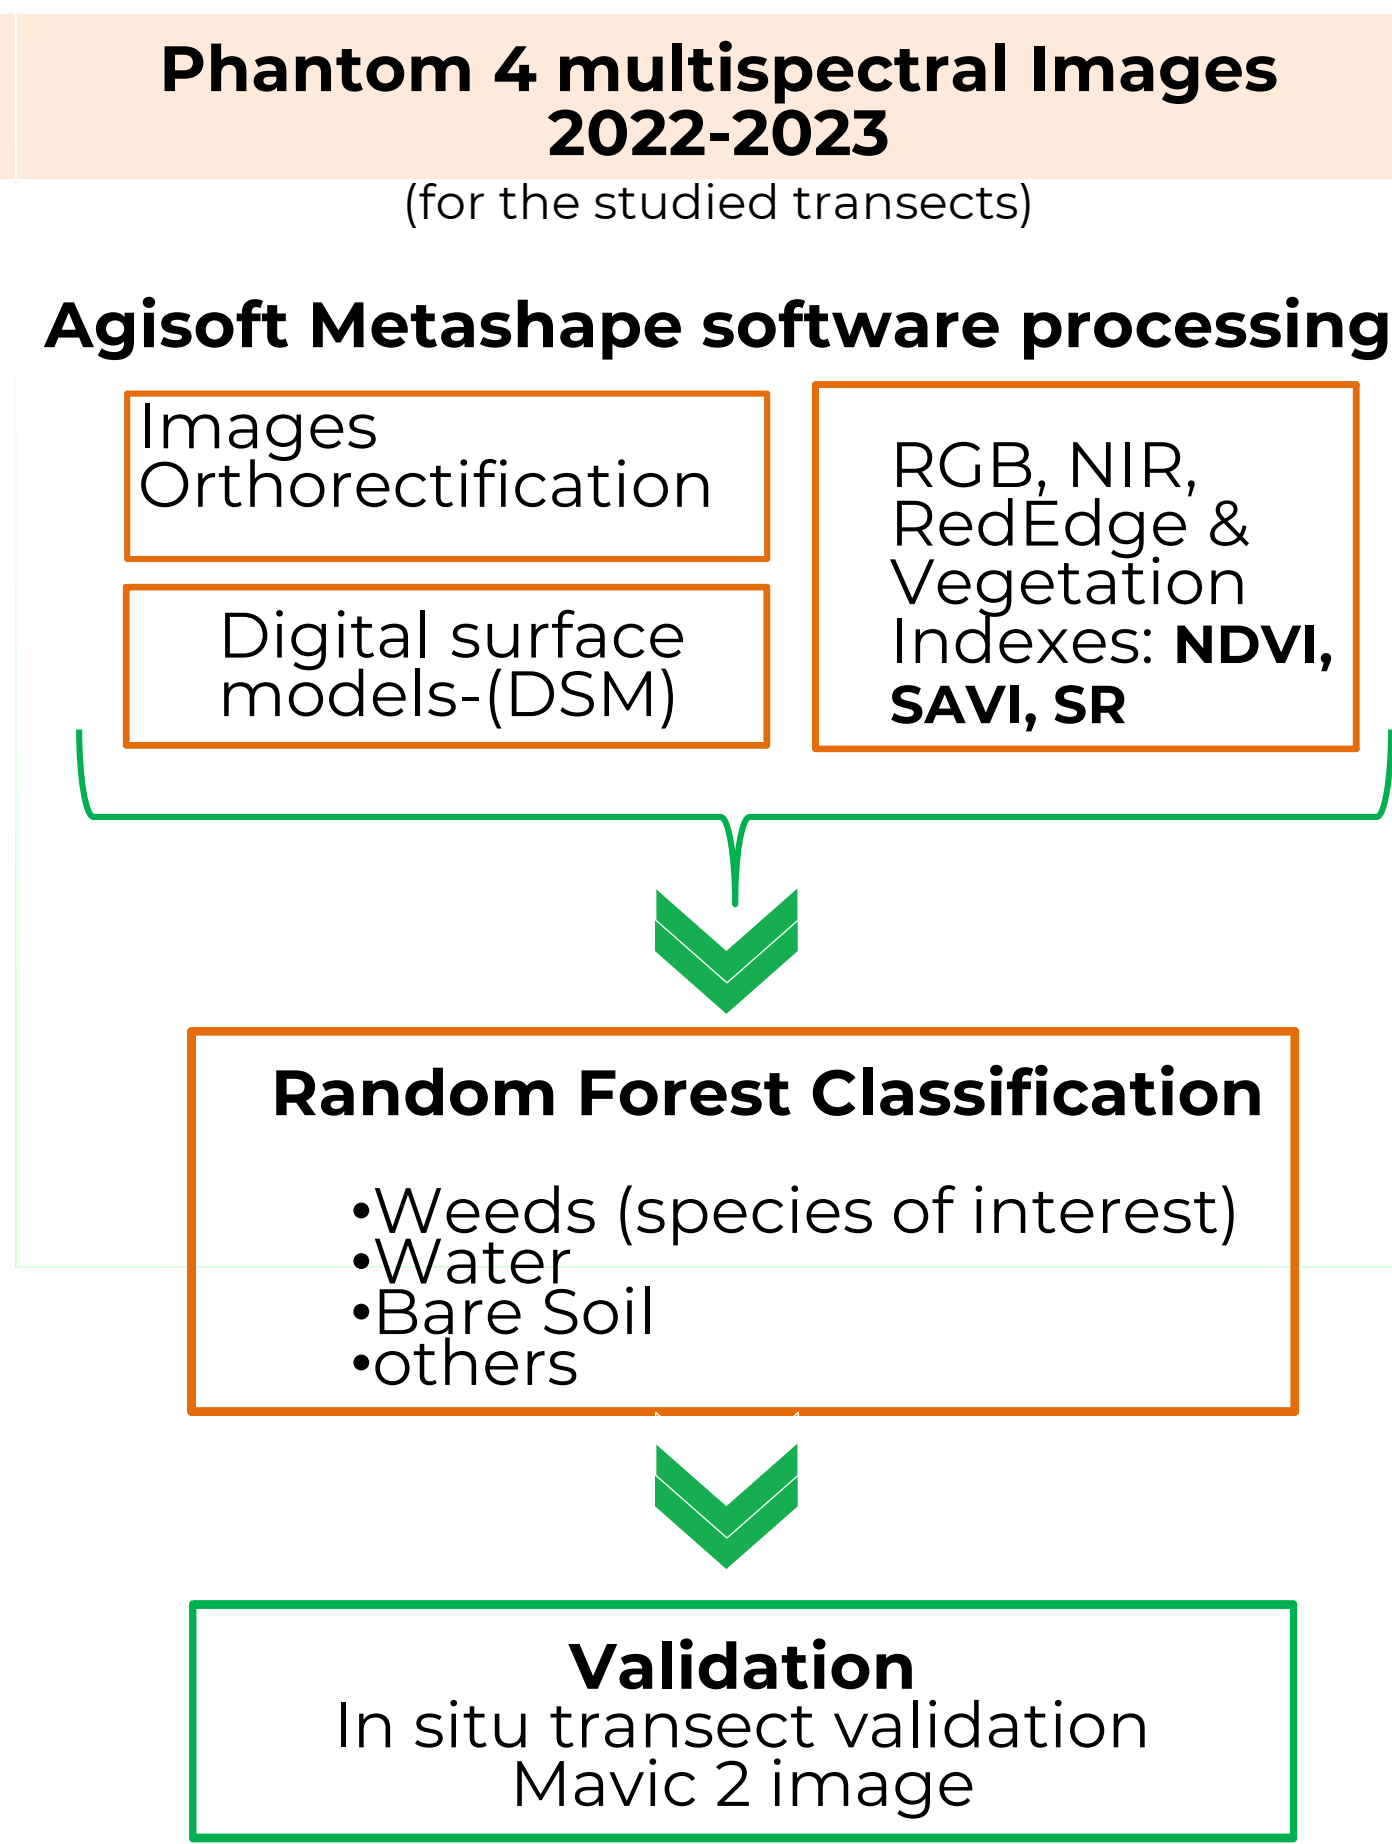 Phantom 4 multispectral Images
2022-2023
(for the studied transects)
Agisoft Metashape software processing
Images
Orthorectification
Digital surface
models-(DSM)
RGB, NIR,
RedEdge &
Vegetation
Indexes: NDVI,
SAVI, SR
Random Forest Classification
•Weeds (species of interest)
•Water
•Bare Soil
•others
Validation
In situ transect validation
Mavic 2 image